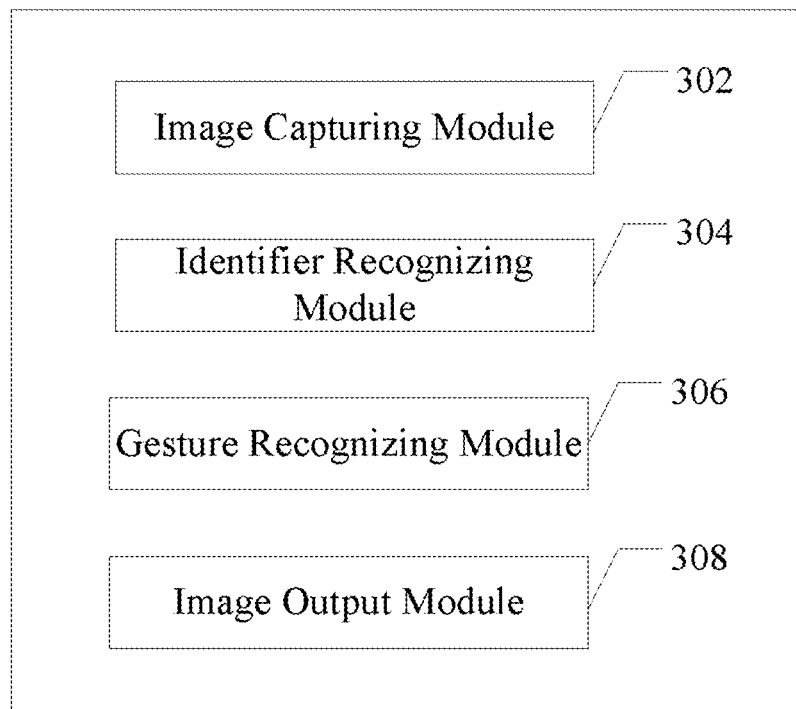 302
Image Capturing Module
304
Identifier Recognizing
Module
306
Gesture Recognizing Module
308
Image Output Module